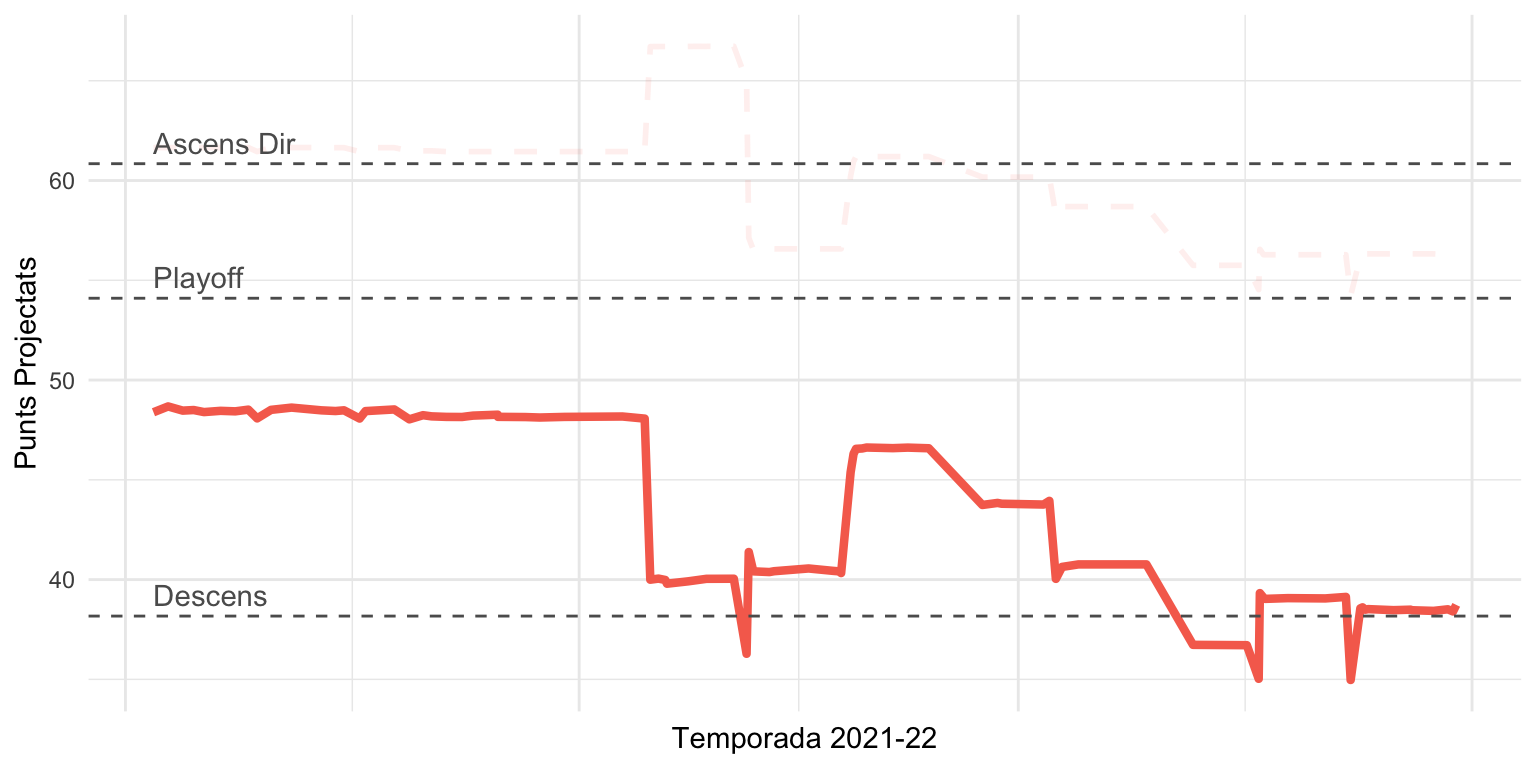 Ascens Dir
60
Playoff
50
40
Descens
Punts Projectats
Temporada 2021-22